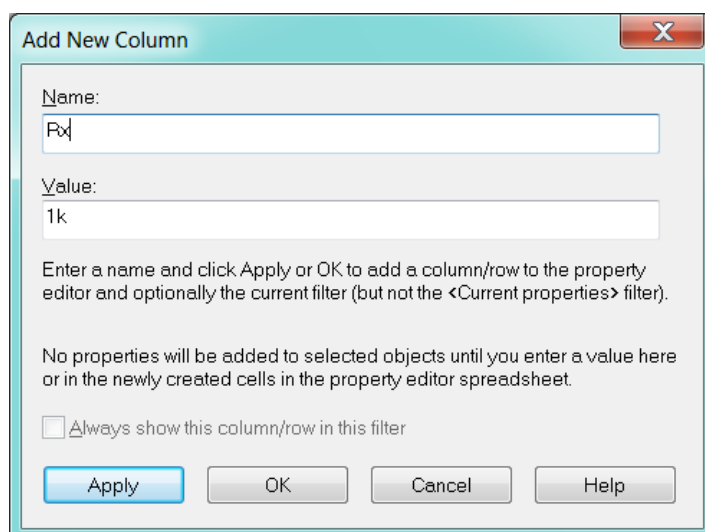 Add New Column
Name:
Rx
Value:
1k
Enter a name and click Apply or OK to add a column/row to the property
editor and optionally the current filter (but not the <Current properties> filter).
No properties will be added to selected objects until you enter a value here
or in the newly created cells in the property editor spreadsheet.
Always show this column/row in this filter
Apply OK Cancel Help